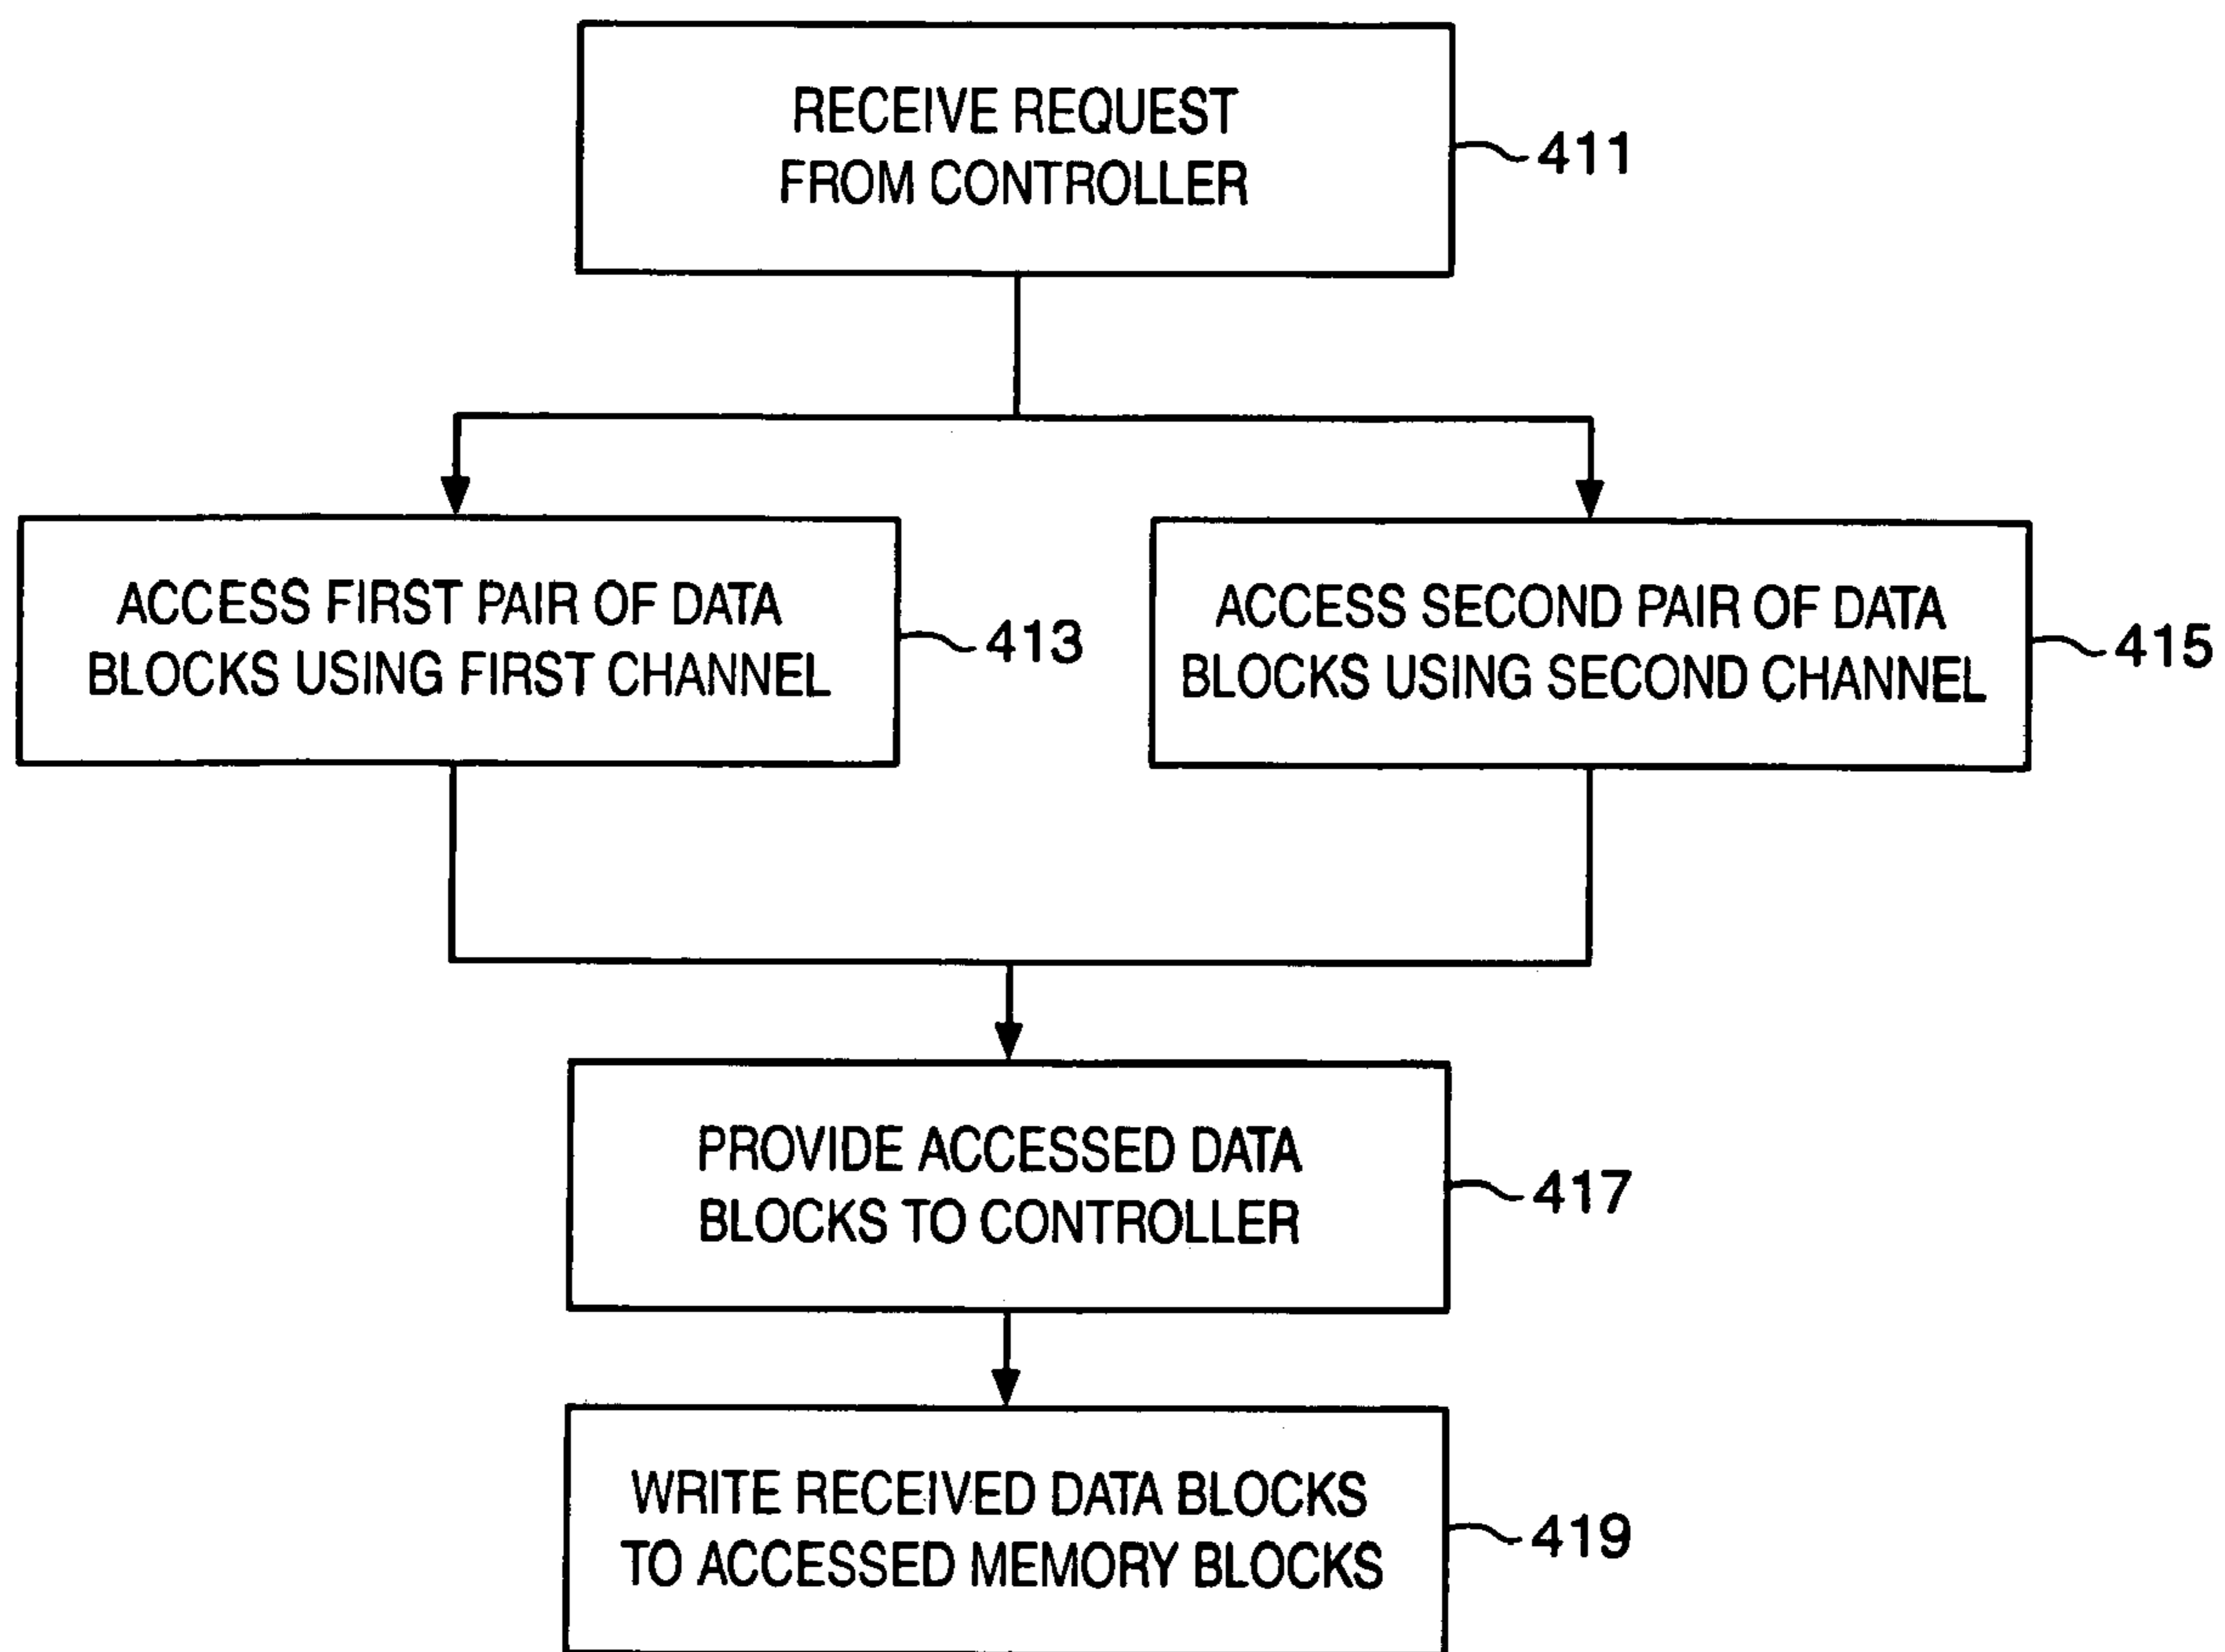 RECEIVE REQUEST
FROM CONTROLLER
411
ACCESS FIRST PAIR OF DATA
BLOCKS USING FIRST CHANNEL
413
ACCESS SECOND PAIR OF DATA
BLOCKS USING SECOND CHANNEL
415
PROVIDE ACCESSED DATA
BLOCKS TO CONTROLLER
417
WRITE RECEIVED DATA BLOCKS
TO ACCESSED MEMORY BLOCKS
419